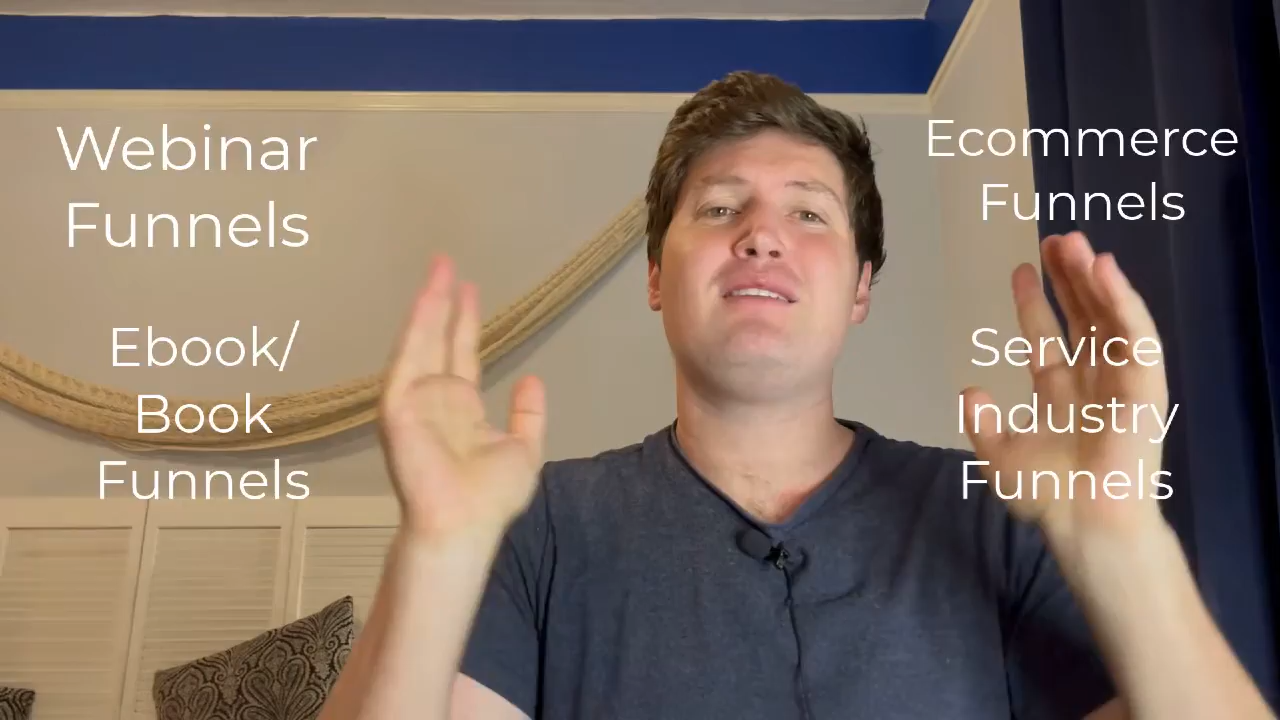 Webinar
Funnels
Ebook/
Book
Funnels
Ecommerce
Funnels
Service
Industry
Funnels